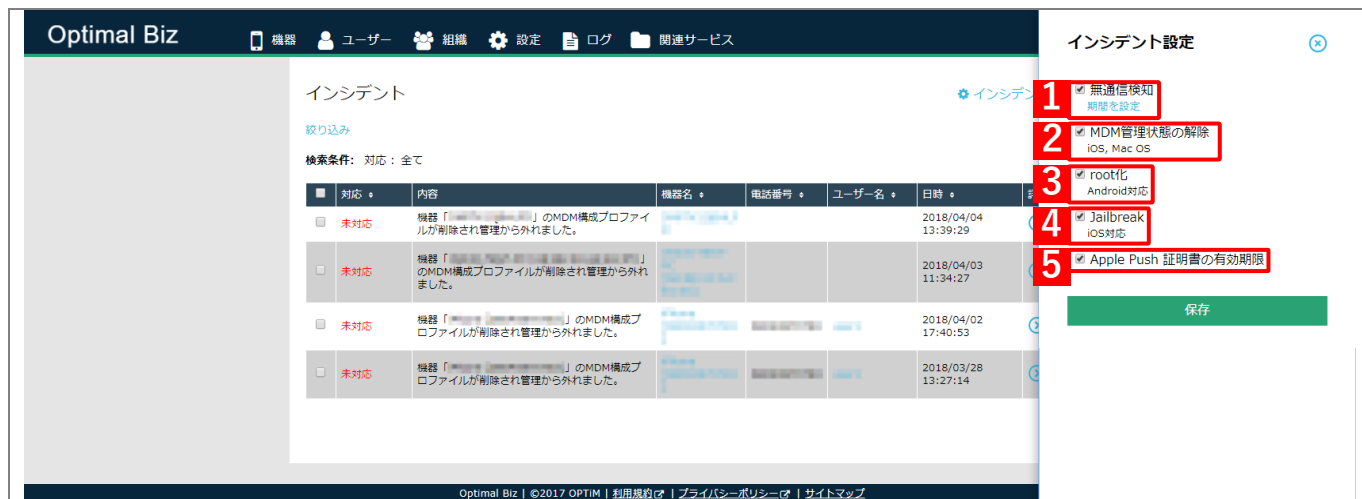 Optimal Biz
機器 ユーザー 組織 設定 ログ 関連サービス
インシデント
インシデン
絞り込み
検索条件: 対応 : 全て
対応 内容 機器名 電話番号 ユーザー名 日時
未対応 機器「 」のMDM構成プロファイ
ルが削除され管理から外れました。
2018/04/04
13:39:29
未対応 機器「 」
のMDM構成プロファイルが削除され管理から外れ
ました。
2018/04/03
11:34:27
未対応 機器「 」のMDM構成プ
ロファイルが削除され管理から外れました。
2018/04/02
17:40:53
未対応 機器「 」のMDM構成プ
ロファイルが削除され管理から外れました。
2018/03/28
13:27:14
インシデント設定
1 無通信検知
期間を設定
2 MDM管理状態の解除
iOS, Mac OS
3 root化
Android対応
4 Jailbreak
iOS対応
5 Apple Push 証明書の有効期限
保存
Optimal Biz | ©2017 OPTiM | 利用規約 | プライバシーポリシー | サイトマップ